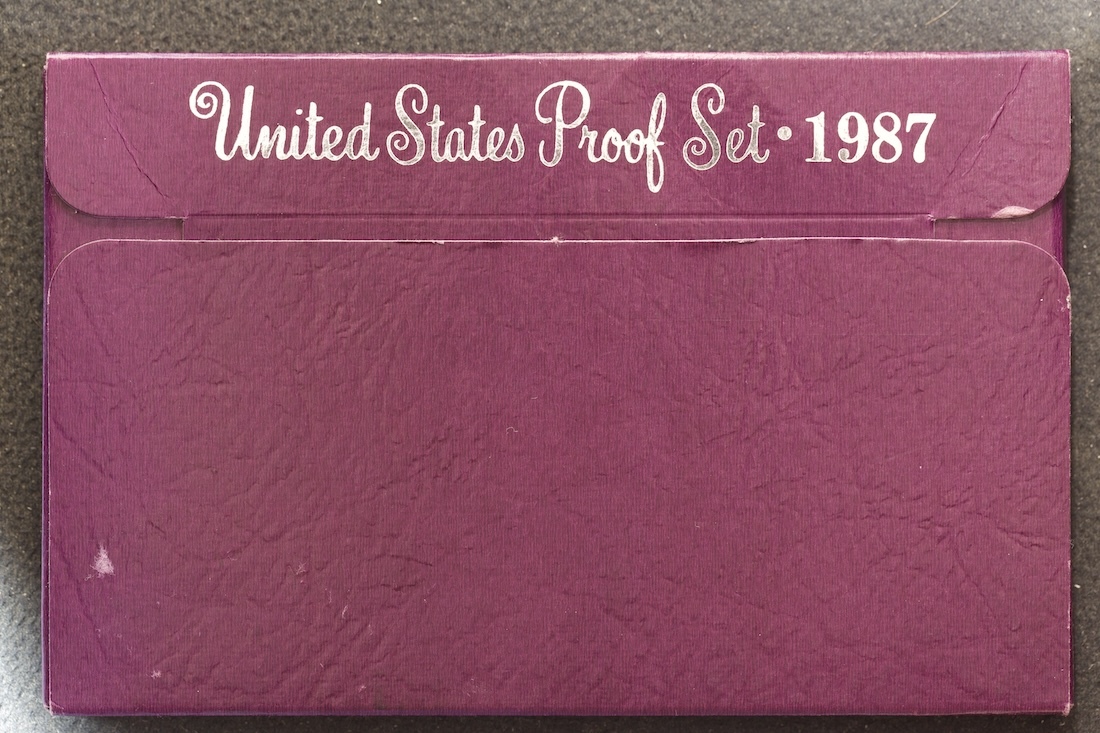 United States Proof Set • 1987